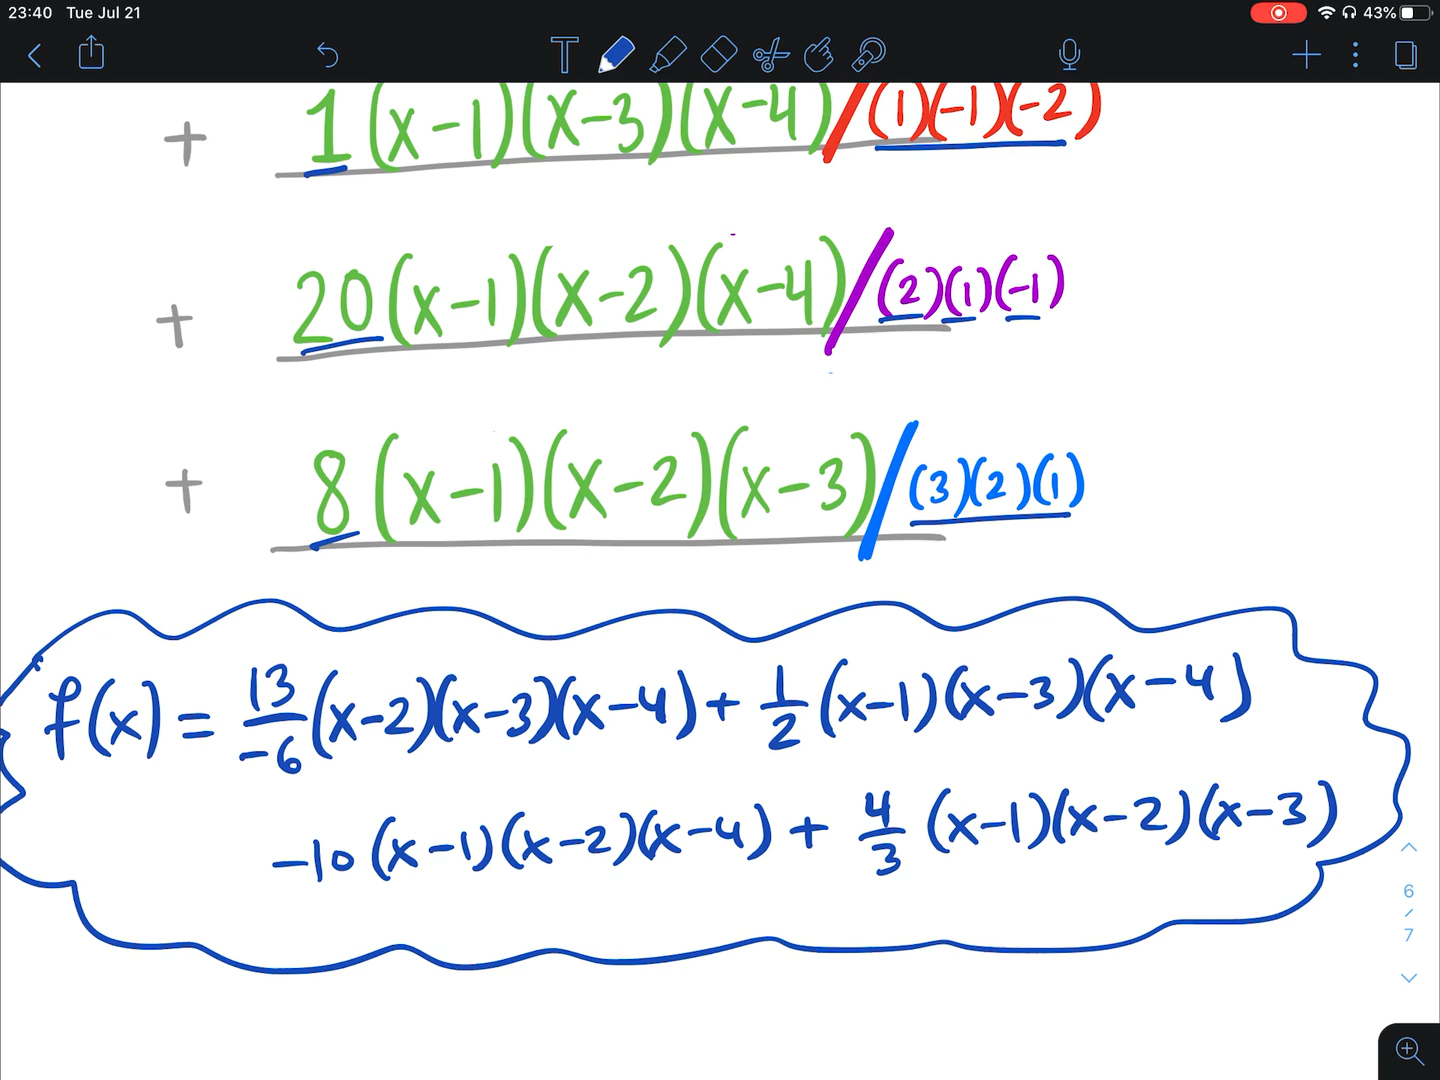 23:40 Tue Jul 21 43%
+ 1(x-1)(x-3)(x-4)/(1)(-1)(-2)
+ 20(x-1)(x-2)(x-4)/(2)(1)(-1)
+ 8(x-1)(x-2)(x-3)/(3)(2)(1)
f(x) = 13/-6 (x-2)(x-3)(x-4) + 1/2 (x-1)(x-3)(x-4)
-10(x-1)(x-2)(x-4) + 4/3 (x-1)(x-2)(x-3)
6
/
7